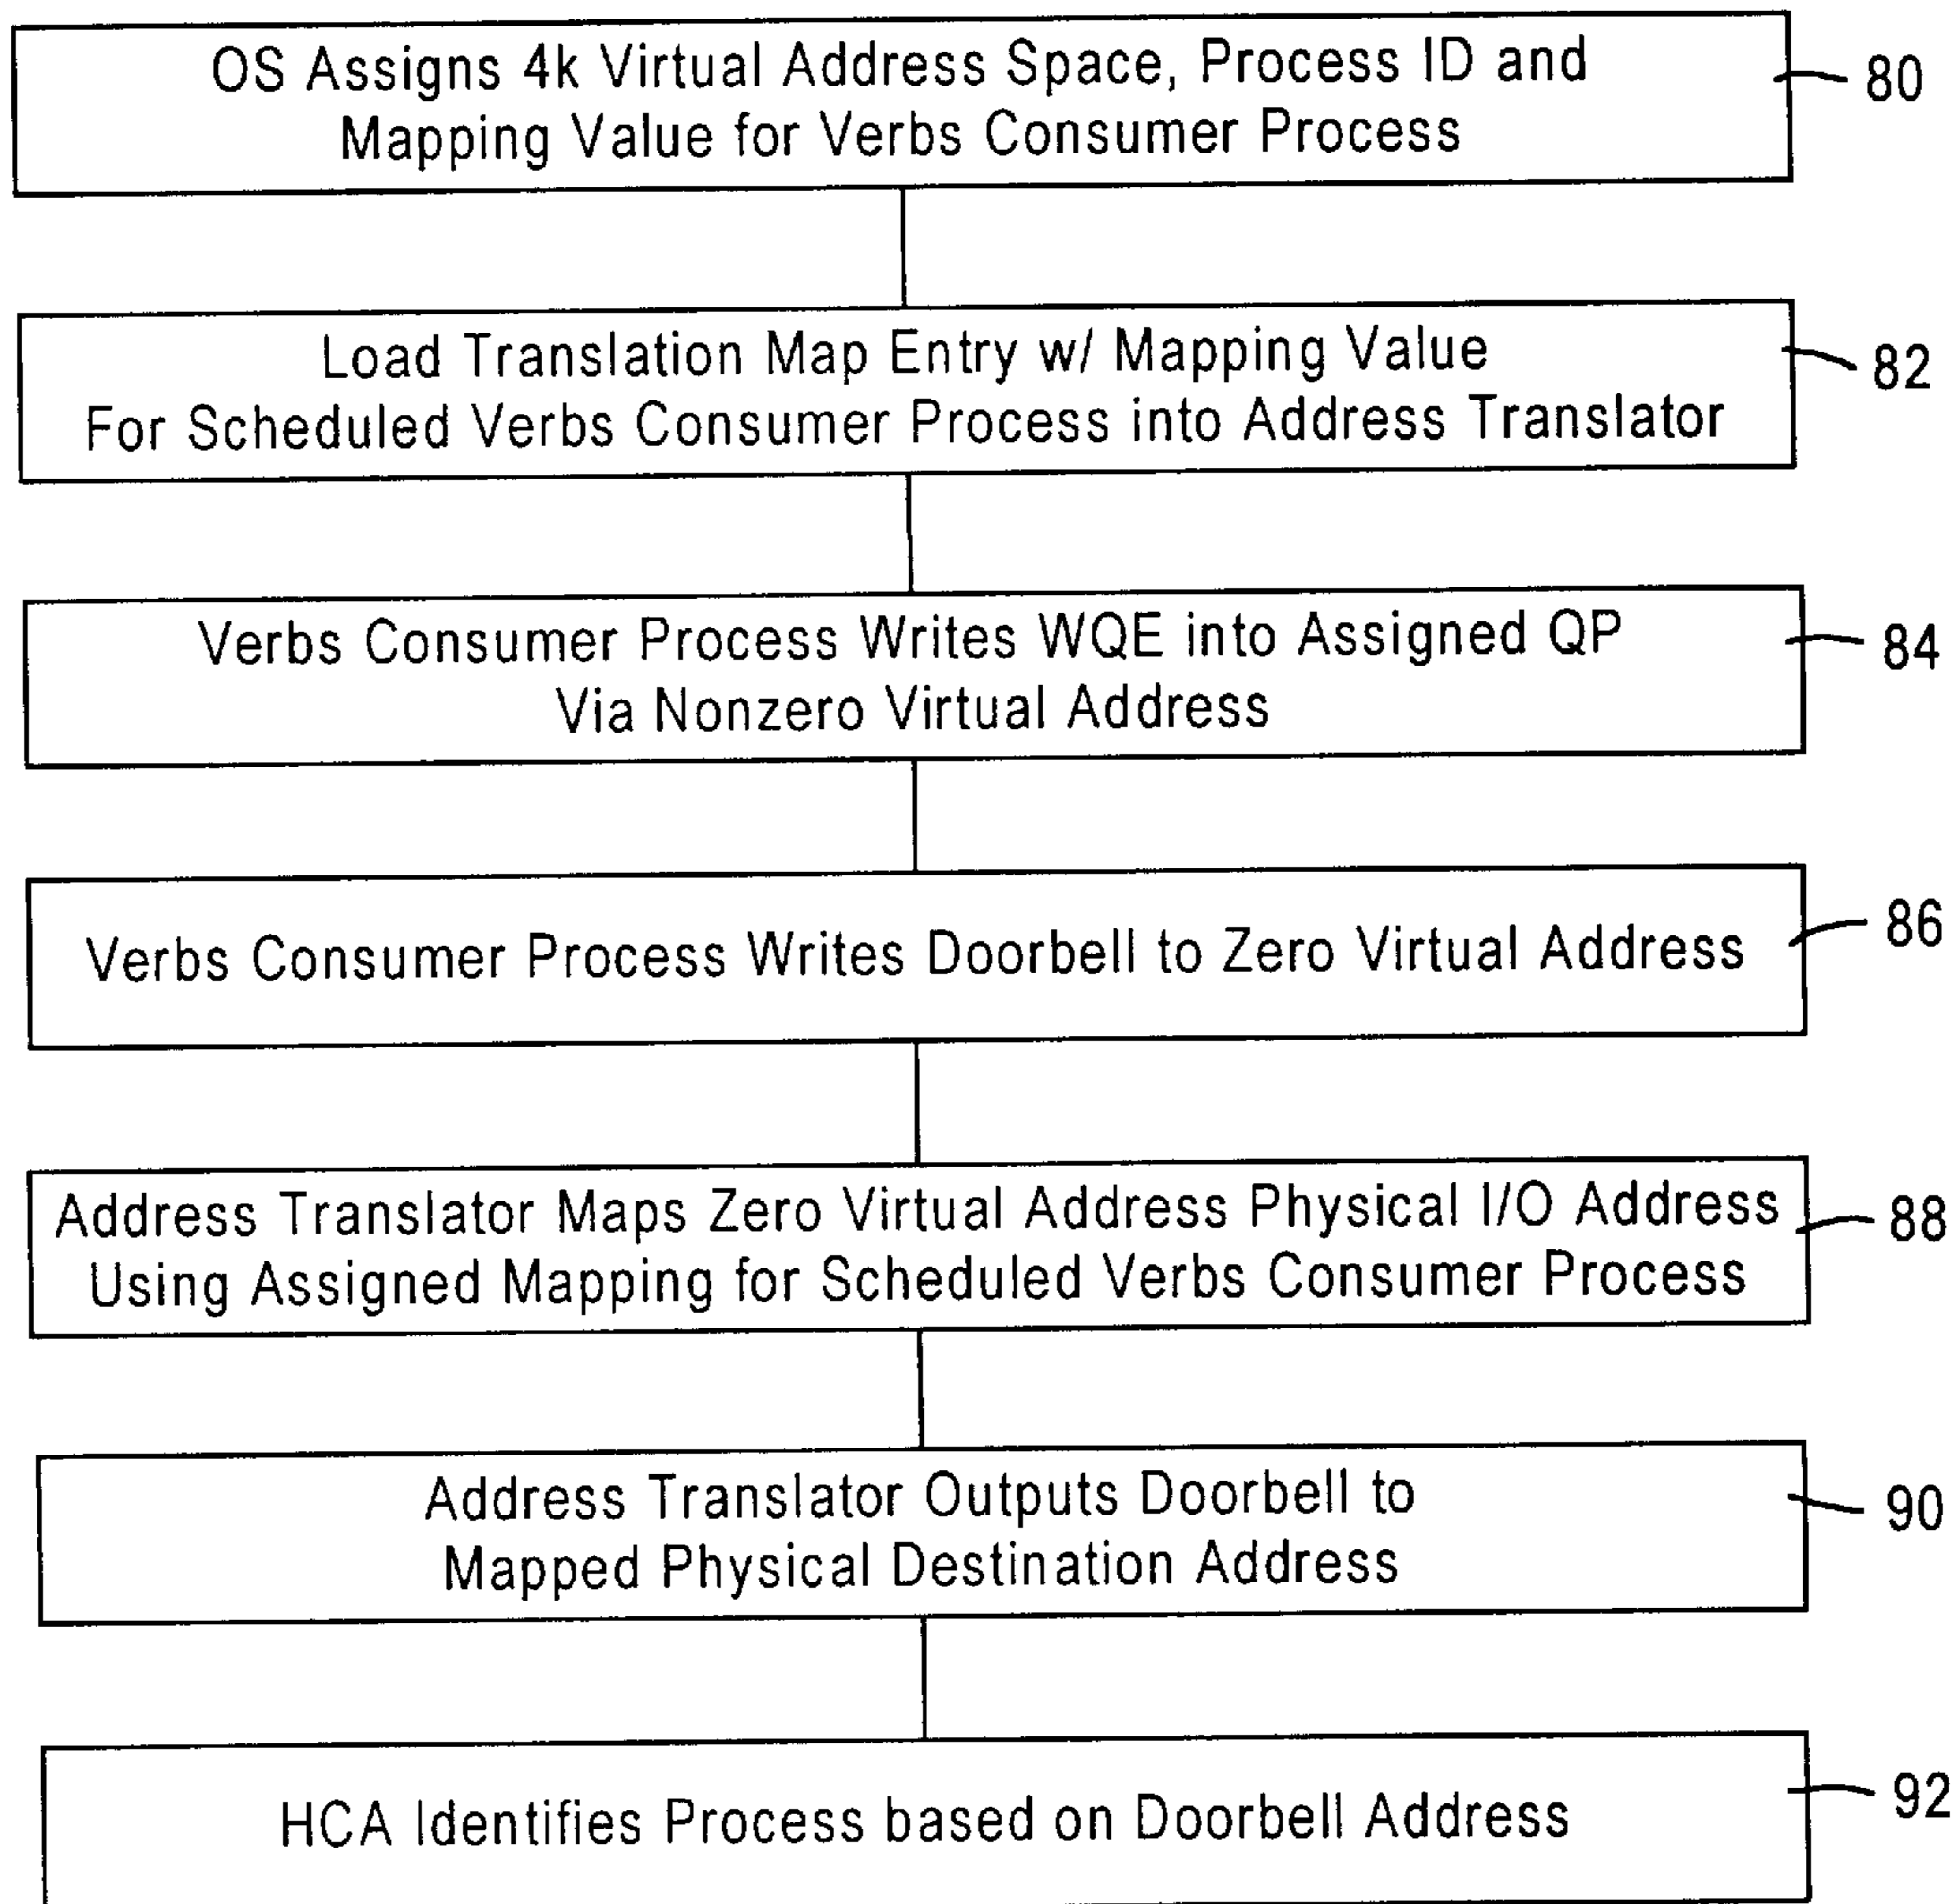 OS Assigns 4k Virtual Address Space, Process ID and
Mapping Value for Verbs Consumer Process
80
Load Translation Map Entry w/ Mapping Value
For Scheduled Verbs Consumer Process into Address Translator
82
Verbs Consumer Process Writes WQE into Assigned QP
Via Nonzero Virtual Address
84
Verbs Consumer Process Writes Doorbell to Zero Virtual Address
86
Address Translator Maps Zero Virtual Address Physical I/O Address
Using Assigned Mapping for Scheduled Verbs Consumer Process
88
Address Translator Outputs Doorbell to
Mapped Physical Destination Address
90
HCA Identifies Process based on Doorbell Address
92